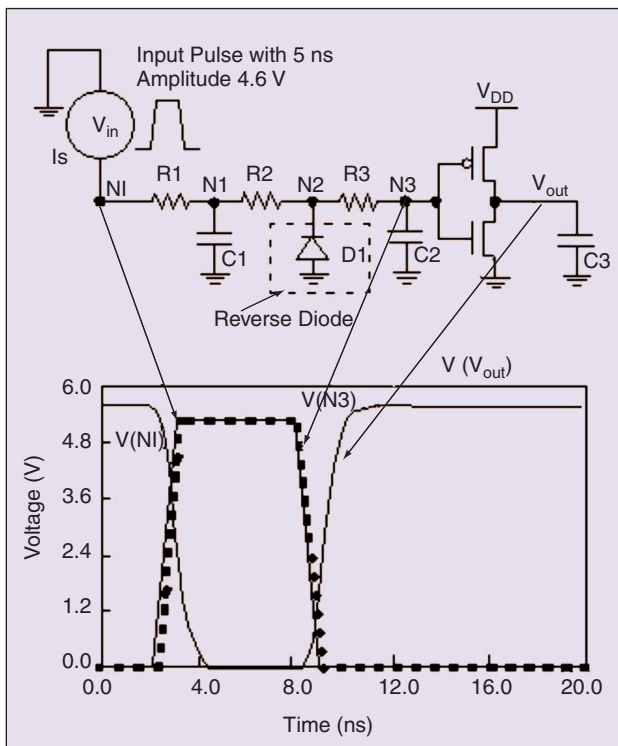 Input Pulse with 5 ns
Amplitude 4.6 V
V_DD
V_in
Is
NI
R1
N1
R2
N2
R3
N3
V_out
C1
D1
C2
C3
Reverse Diode
V (V_out)
V(N3)
V(NI)
6.0
4.8
3.6
2.4
1.2
0.0
Voltage (V)
0.0 4.0 8.0 12.0 16.0 20.0
Time (ns)